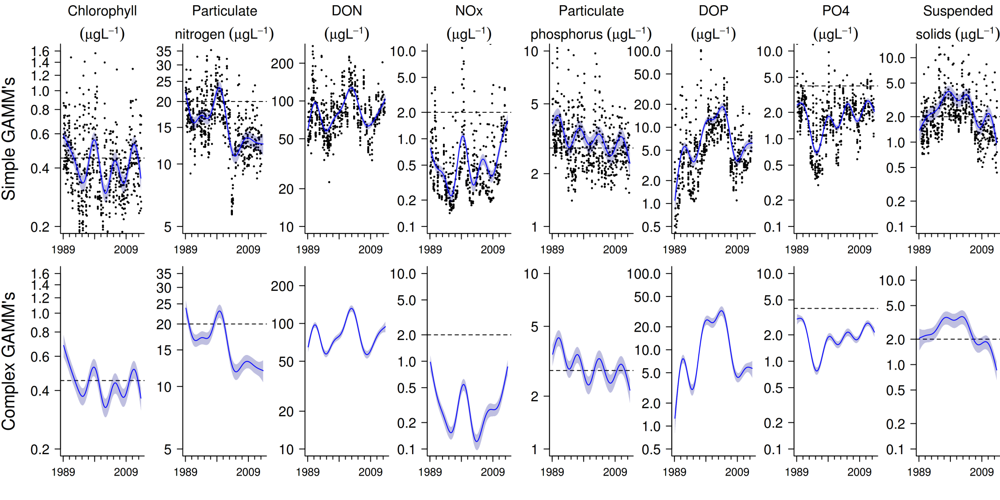 Chlorophyll Particulate DON NOx Particulate DOP PO4 Suspended
(μgL⁻¹) nitrogen (μgL⁻¹) (μgL⁻¹) (μgL⁻¹) phosphorus (μgL⁻¹) (μgL⁻¹) (μgL⁻¹) solids (μgL⁻¹)
Simple GAMM's
1.6 35 200 10.0 10 100.0 10.0 10.0
1.4 30 100 5.0 5 50.0 5.0 5.0
1.2 25 50 2.0 2 20.0 2.0 2.0
1.0 20 20 1.0 1 10.0 1.0 1.0
0.8 15 10 0.5 5.0 0.5 0.5
0.6 10 0.2 2.0 0.2 0.2
0.4 5 0.1 1.0 0.1 0.1
0.2 0.5
1989 2009 1989 2009 1989 2009 1989 2009 1989 2009 1989 2009 1989 2009 1989 2009
Complex GAMM's
1.6 35 200 10.0 10 100.0 10.0 10.0
1.4 30 100 5.0 5 50.0 5.0 5.0
1.2 25 50 2.0 2 20.0 2.0 2.0
1.0 20 20 1.0 1 10.0 1.0 1.0
0.8 15 10 0.5 5.0 0.5 0.5
0.6 10 0.2 2.0 0.2 0.2
0.4 5 0.1 1.0 0.1 0.1
0.2 0.5
1989 2009 1989 2009 1989 2009 1989 2009 1989 2009 1989 2009 1989 2009 1989 2009